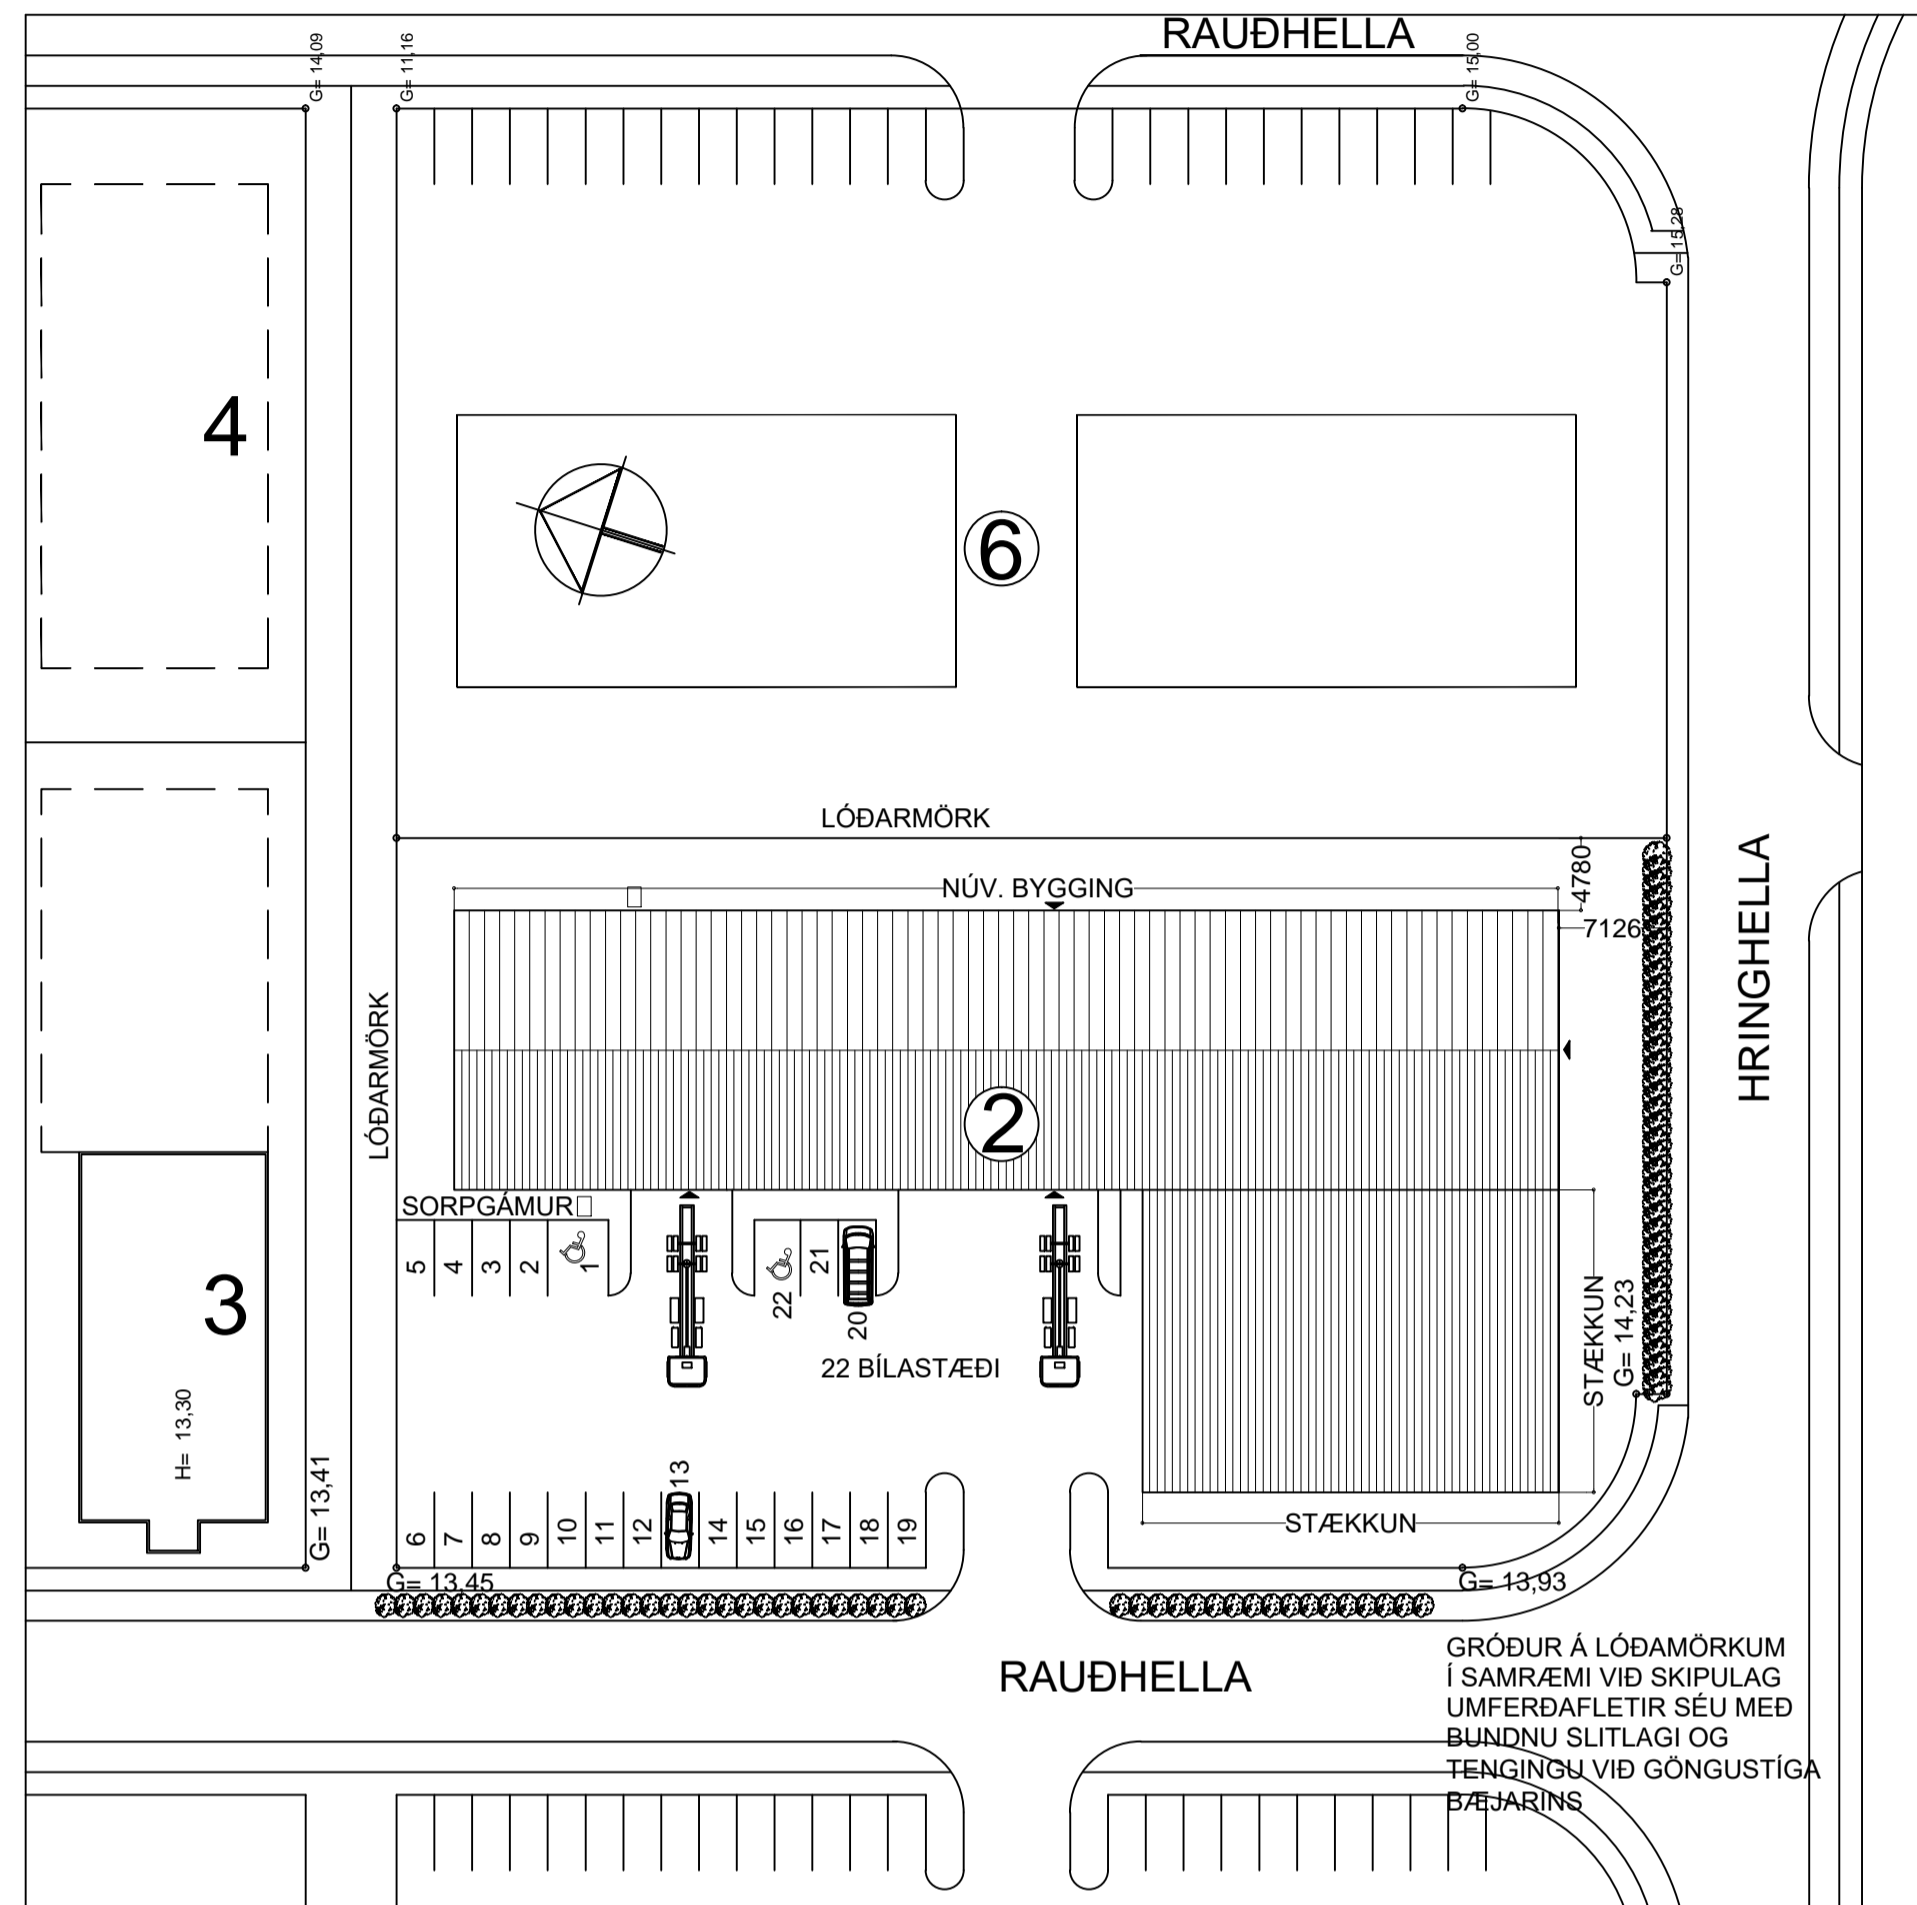 RAUÐHELLA
G= 14,09
G= 11,16
G= 15,00
G= 15,28
4
6
LÓÐARMÖRK
4780
NÚV. BYGGING
7126
HRINGHELLA
LÓÐARMÖRK
2
SORPGÁMUR
5 4 3 2 1
22 21 20
22 BÍLASTÆÐI
STÆKKUN
G= 14,23
3
H= 13,30
G= 13,41
6 7 8 9 10 11 12 13 14 15 16 17 18 19
STÆKKUN
G= 13,45
G= 13,93
RAUÐHELLA
GRÓÐUR Á LÓÐAMÖRKUM
Í SAMRÆMI VIÐ SKIPULAG
UMFERÐAFLETIR SÉU MEÐ
BUNDNU SLITLAGI OG
TENGINGU VIÐ GÖNGUSTÍGA
BÆJARINS